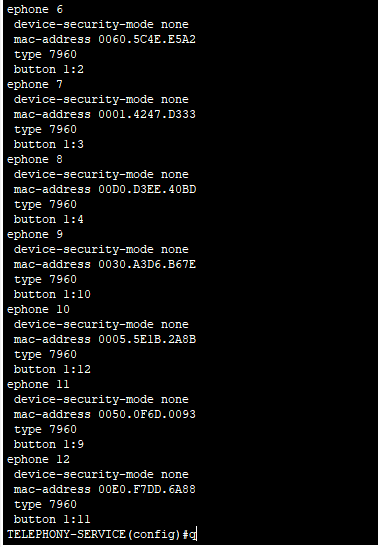 ephone 6
device-security-mode none
mac-address 0060.5C4E.E5A2
type 7960
button 1:2
ephone 7
device-security-mode none
mac-address 0001.4247.D333
type 7960
button 1:3
ephone 8
device-security-mode none
mac-address 00D0.D3EE.40BD
type 7960
button 1:4
ephone 9
device-security-mode none
mac-address 0030.A3D6.B67E
type 7960
button 1:10
ephone 10
device-security-mode none
mac-address 0005.5E1B.2A8B
type 7960
button 1:12
ephone 11
device-security-mode none
mac-address 0050.0F6D.0093
type 7960
button 1:9
ephone 12
device-security-mode none
mac-address 00E0.F7DD.6A88
type 7960
button 1:11
TELEPHONY-SERVICE(config)#q